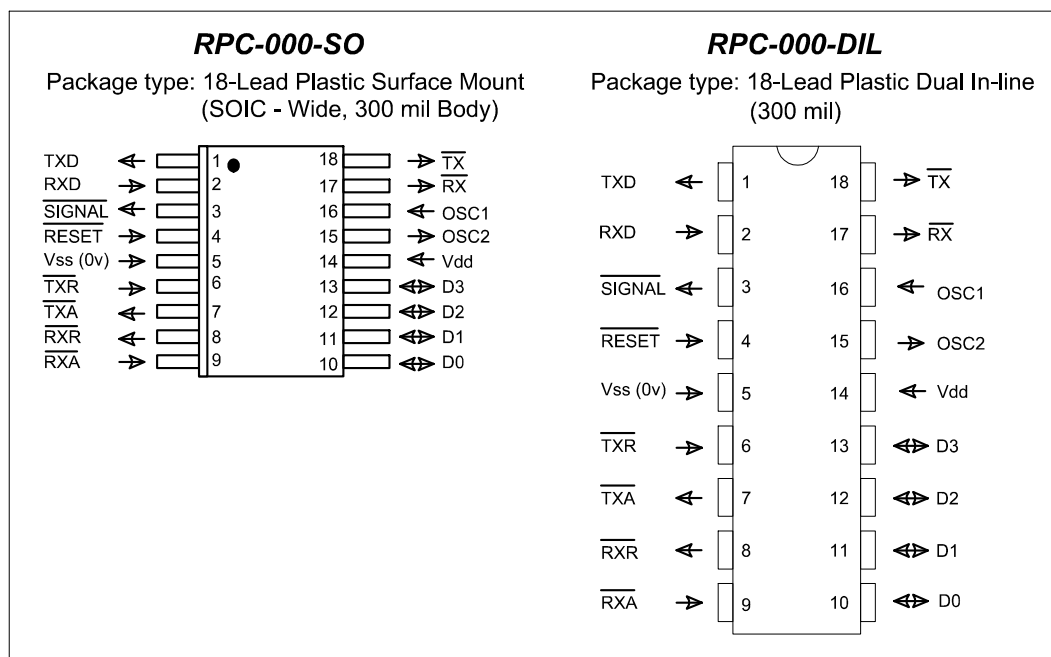 RPC-000-SO
Package type: 18-Lead Plastic Surface Mount
(SOIC - Wide, 300 mil Body)
TXD 1 18 TX
RXD 2 17 RX
SIGNAL 3 16 OSC1
RESET 4 15 OSC2
Vss (0v) 5 14 Vdd
TXR 6 13 D3
TXA 7 12 D2
RXR 8 11 D1
RXA 9 10 D0
RPC-000-DIL
Package type: 18-Lead Plastic Dual In-line
(300 mil)
TXD 1 18 TX
RXD 2 17 RX
SIGNAL 3 16 OSC1
RESET 4 15 OSC2
Vss (0v) 5 14 Vdd
TXR 6 13 D3
TXA 7 12 D2
RXR 8 11 D1
RXA 9 10 D0